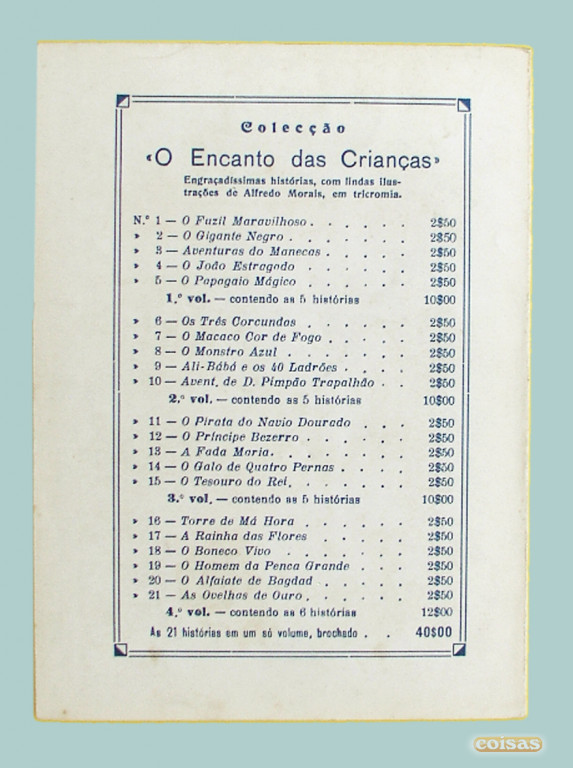 Colecção
«O Encanto das Crianças»
Engraçadíssimas histórias, com lindas ilus-
trações de Alfredo Morais, em tricromia.
N.º 1 — O Fuzil Maravilhoso . . . . . . 2$50
» 2 — O Gigante Negro . . . . . . . 2$50
» 3 — Aventuras do Manecas . . . . . 2$50
» 4 — O João Estragado . . . . . . 2$50
» 5 — O Papagaio Mágico . . . . . . 2$50
1.º vol. — contendo as 5 histórias 10$00
» 6 — Os Três Corcundas . . . . . . 2$50
» 7 — O Macaco Cor de Fogo . . . . . 2$50
» 8 — O Monstro Azul . . . . . . . 2$50
» 9 — Ali-Bábá e os 40 Ladrões . . . . 2$50
» 10 — Avent. de D. Pimpão Trapalhão . . 2$50
2.º vol. — contendo as 5 histórias 10$00
» 11 — O Pirata do Navio Dourado . . . 2$50
» 12 — O Príncipe Bezerro . . . . . . 2$50
» 13 — A Fada Maria. . . . . . . . 2$50
» 14 — O Galo de Quatro Pernas . . . . 2$50
» 15 — O Tesouro do Rei. . . . . . . 2$50
3.º vol. — contendo as 5 histórias 10$00
» 16 — Torre de Má Hora . . . . . . 2$50
» 17 — A Rainha das Flores . . . . . 2$50
» 18 — O Boneco Vivo . . . . . . . 2$50
» 19 — O Homem da Penca Grande . . . 2$50
» 20 — O Alfaiate de Bagdad . . . . . 2$50
» 21 — As Ovelhas de Ouro . . . . . . 2$50
4.º vol. — contendo as 6 histórias 12$00
As 21 histórias em um só volume, brochado . . 40$00
coisas